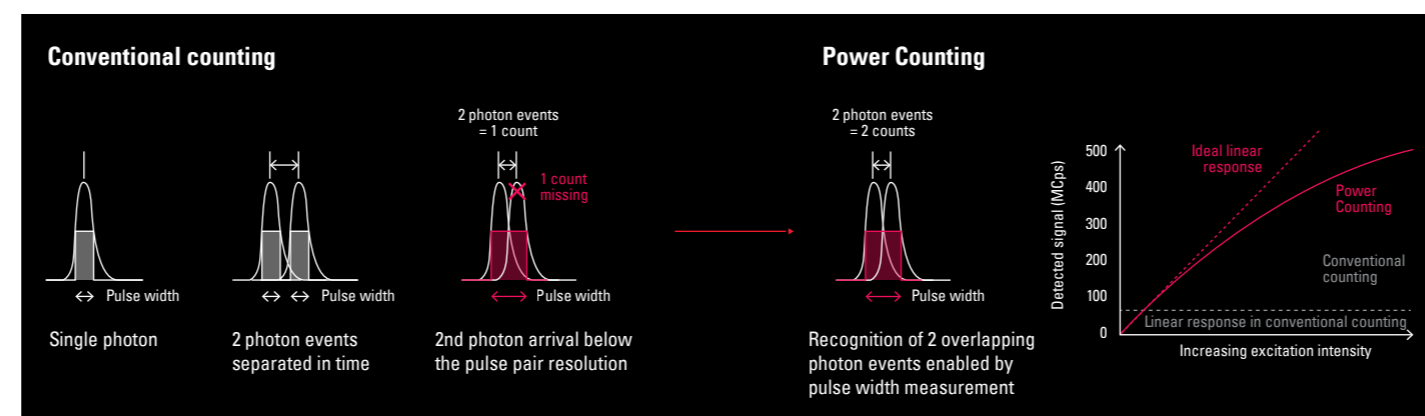 Conventional counting
Single photon
Pulse width
2 photon events
separated in time
Pulse width
2 photon events
= 1 count
1 count
missing
Pulse width
2nd photon arrival below
the pulse pair resolution
Power Counting
2 photon events
= 2 counts
Pulse width
Recognition of 2 overlapping
photon events enabled by
pulse width measurement
Detected signal (MCps)
500
400
300
200
100
0
Ideal linear
response
Power
Counting
Conventional
counting
Linear response in conventional counting
Increasing excitation intensity